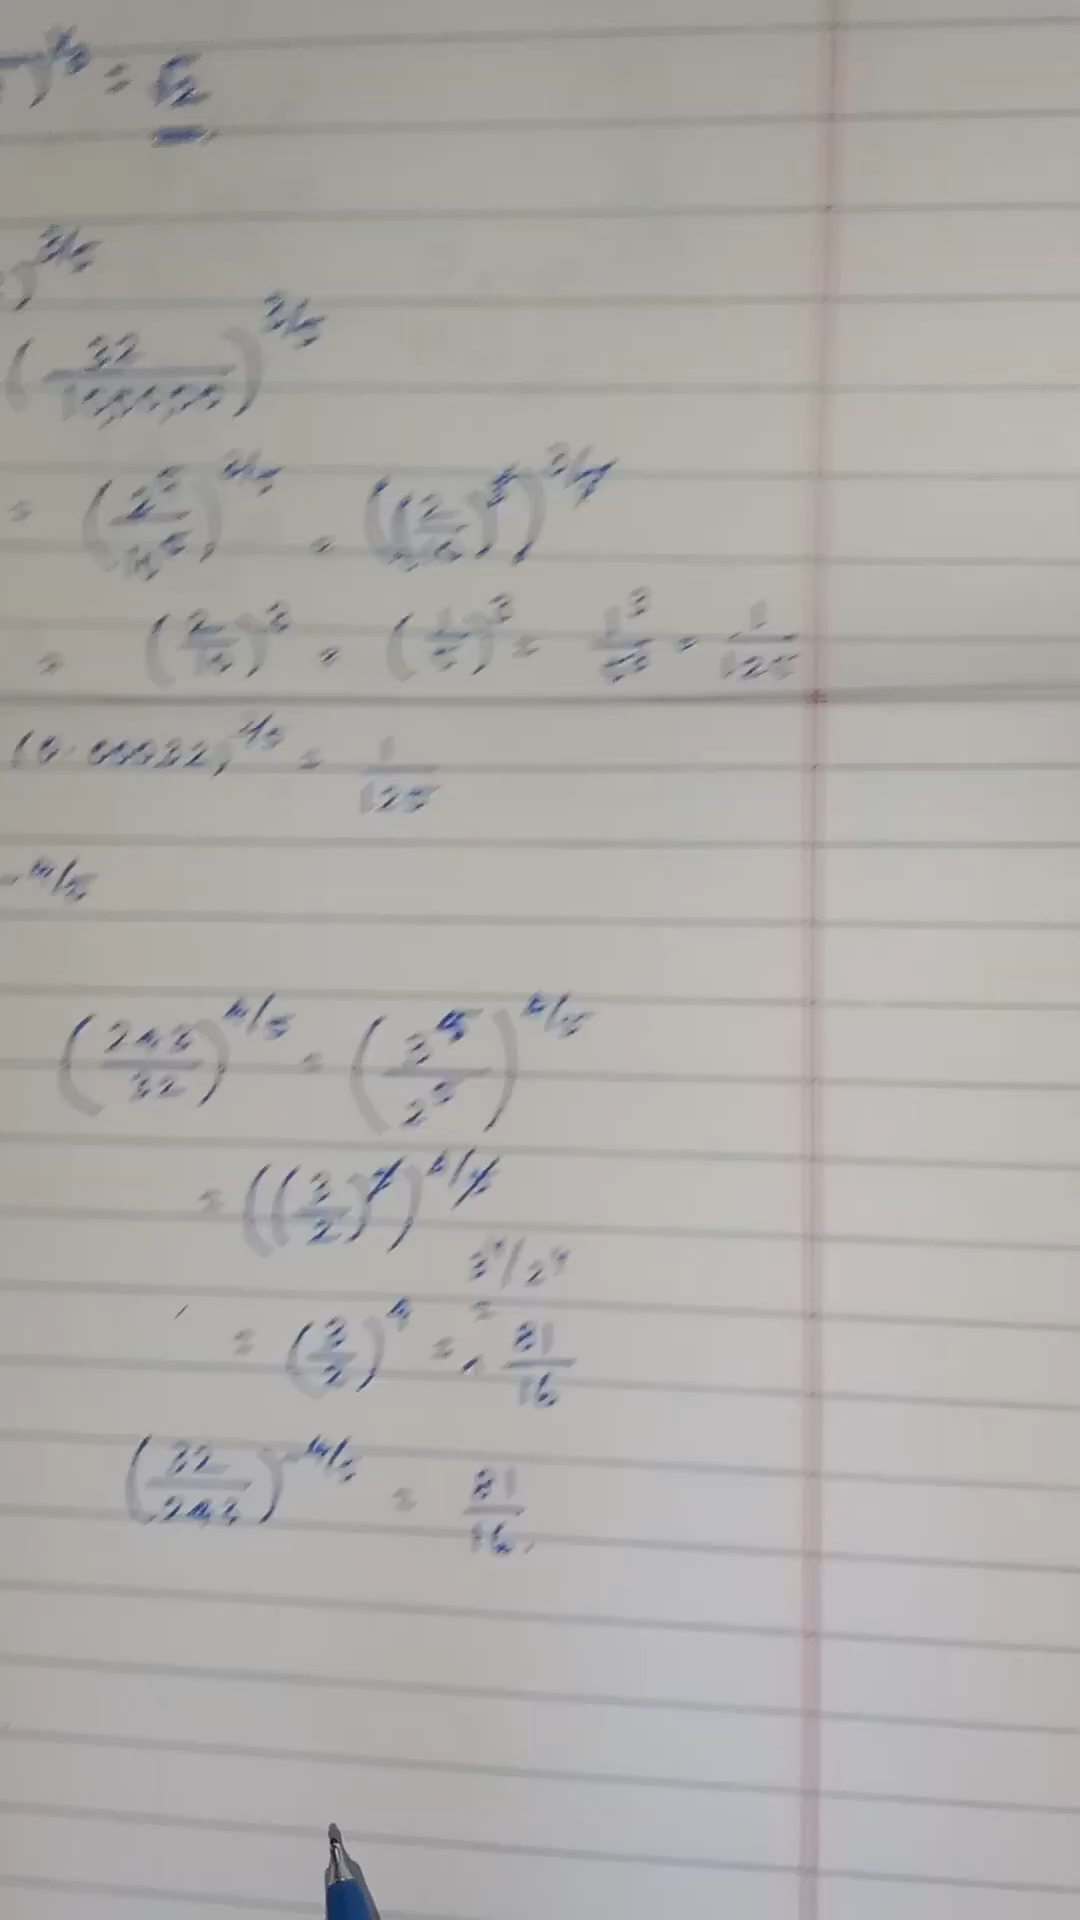 )^{1/3} = √2
)^{3/5}
(32/100,000)^{3/5}
= (2^5/10^5)^{3/5} = ((2/10)^5)^{3/5}
= (2/10)^3 = (1/5)^3 = 1^3/5^3 = 1/125
(0.00032)^{3/5} = 1/125
-4/5
(243/32)^{4/5} = (3^5/2^5)^{4/5}
= ((3/2)^5)^{4/5}
3^4/2^4
= (3/2)^4 = = 81/16
(32/243)^{-4/5} = 81/16.